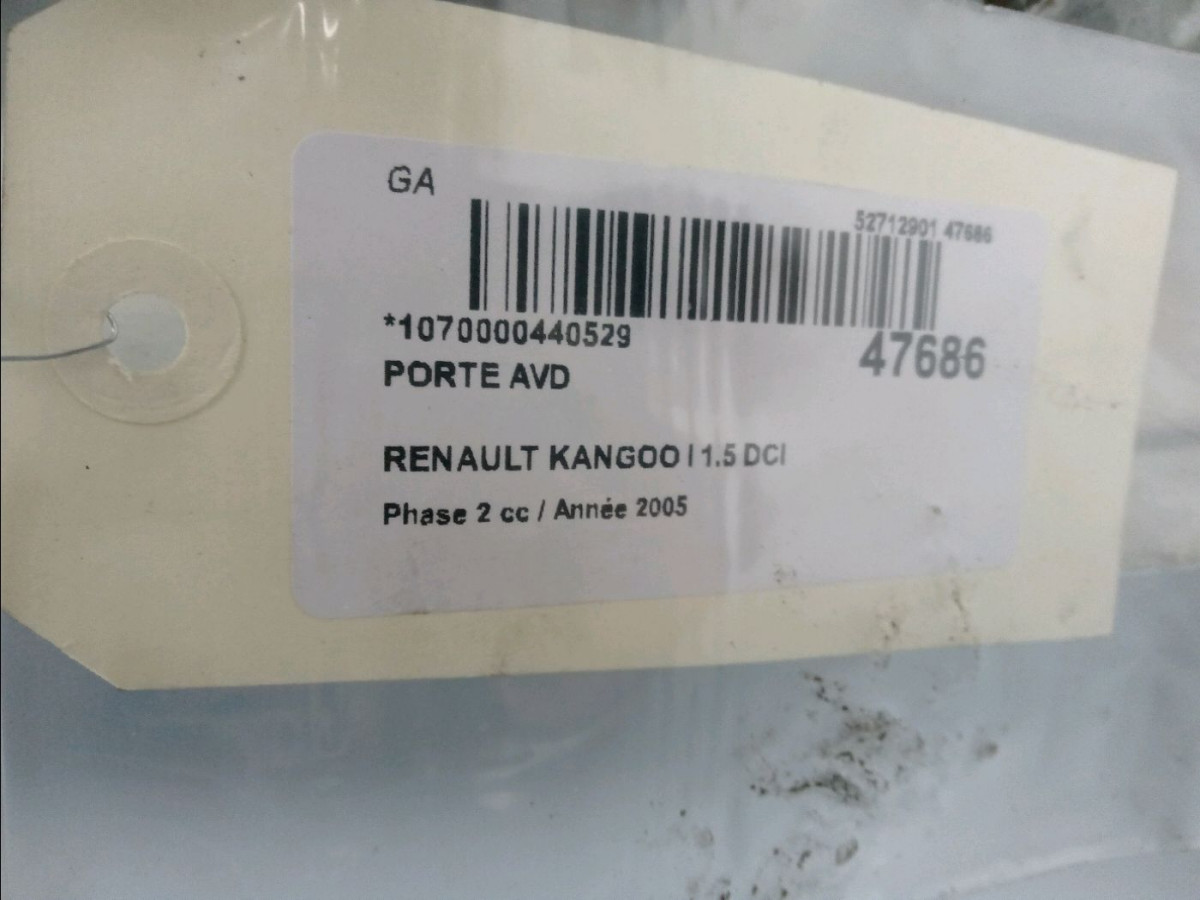 GA
52712901 47686
*1070000440529
47686
PORTE AVD
RENAULT KANGOO I 1.5 DCI
Phase 2 cc / Année 2005